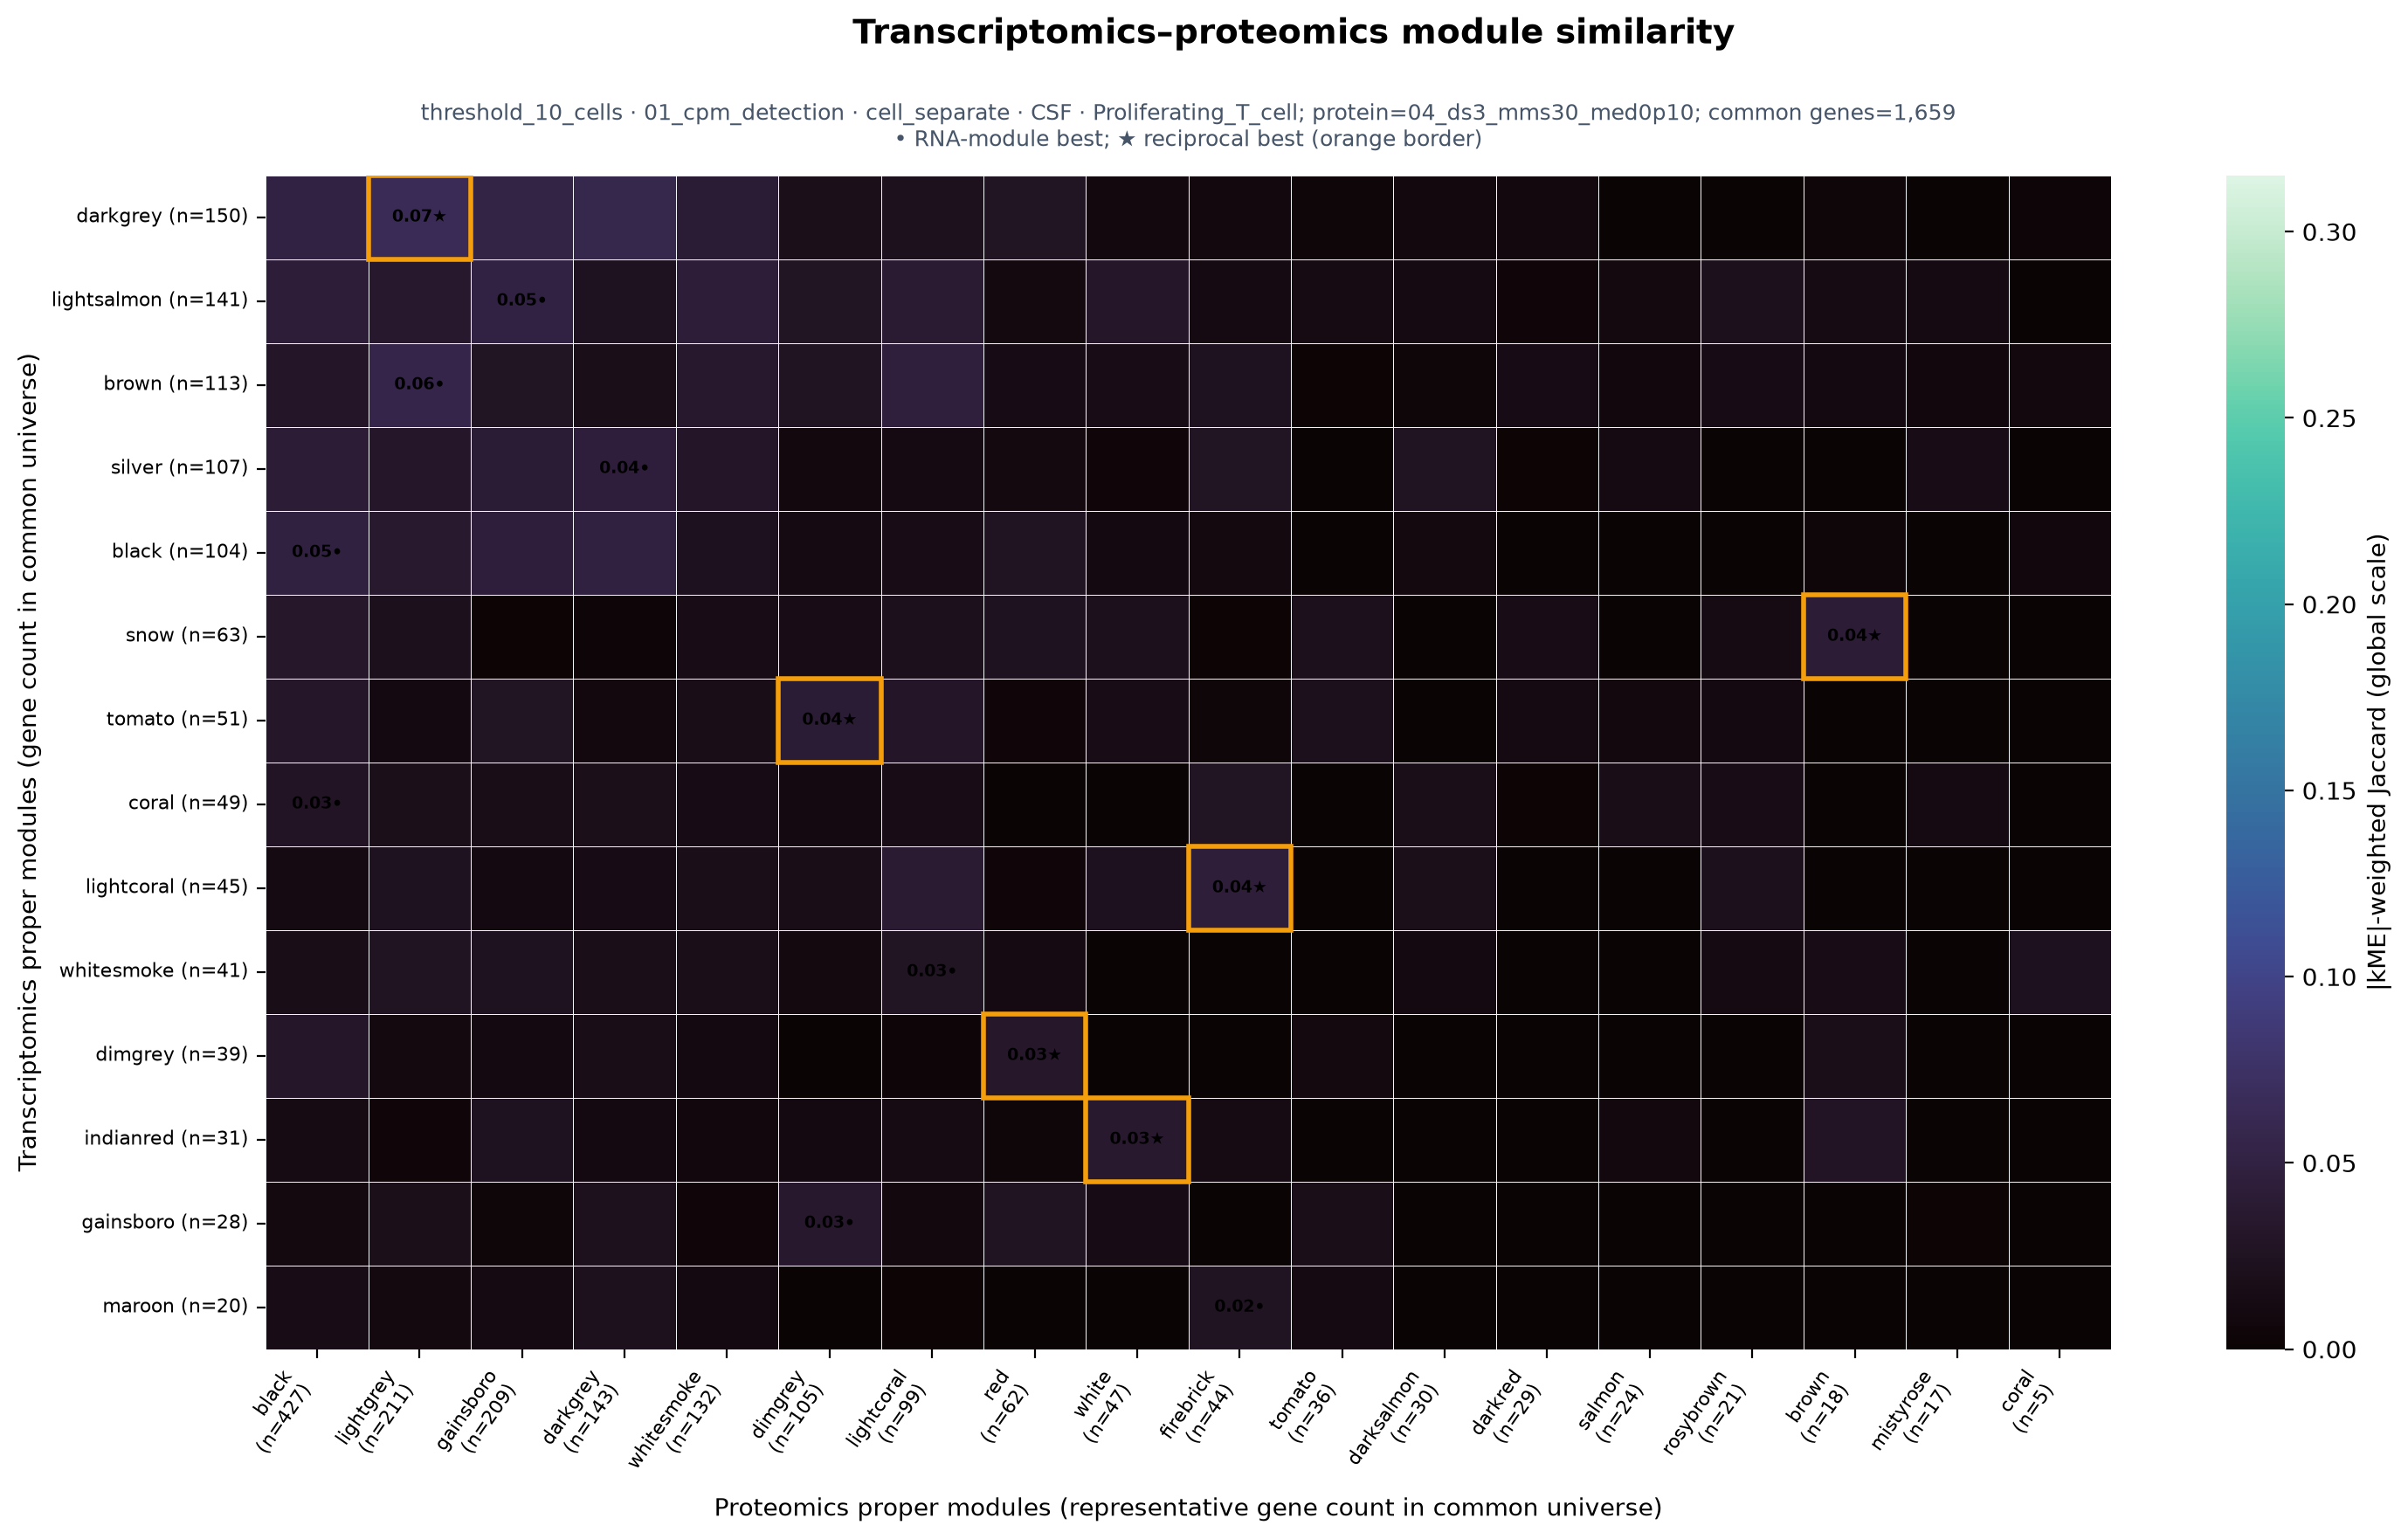 Transcriptomics–proteomics module similarity
threshold_10_cells · 01_cpm_detection · cell_separate · CSF · Proliferating_T_cell; protein=04_ds3_mms30_med0p10; common genes=1,659
• RNA-module best; ★ reciprocal best (orange border)
Transcriptomics proper modules (gene count in common universe)
darkgrey (n=150)
0.07★
lightsalmon (n=141)
0.05•
brown (n=113)
0.06•
silver (n=107)
0.04•
black (n=104)
0.05•
snow (n=63)
0.04★
tomato (n=51)
0.04★
coral (n=49)
0.03•
lightcoral (n=45)
0.04★
whitesmoke (n=41)
0.03•
dimgrey (n=39)
0.03★
indianred (n=31)
0.03★
gainsboro (n=28)
0.03•
maroon (n=20)
0.02•
black
(n=427)
lightgrey
(n=211)
gainsboro
(n=209)
darkgrey
(n=143)
whitesmoke
(n=132)
dimgrey
(n=105)
lightcoral
(n=99)
red
(n=62)
white
(n=47)
firebrick
(n=44)
tomato
(n=36)
darksalmon
(n=30)
darkred
(n=29)
salmon
(n=24)
rosybrown
(n=21)
brown
(n=18)
mistyrose
(n=17)
coral
(n=5)
Proteomics proper modules (representative gene count in common universe)
0.30
0.25
0.20
0.15
0.10
0.05
0.00
|kME|-weighted Jaccard (global scale)